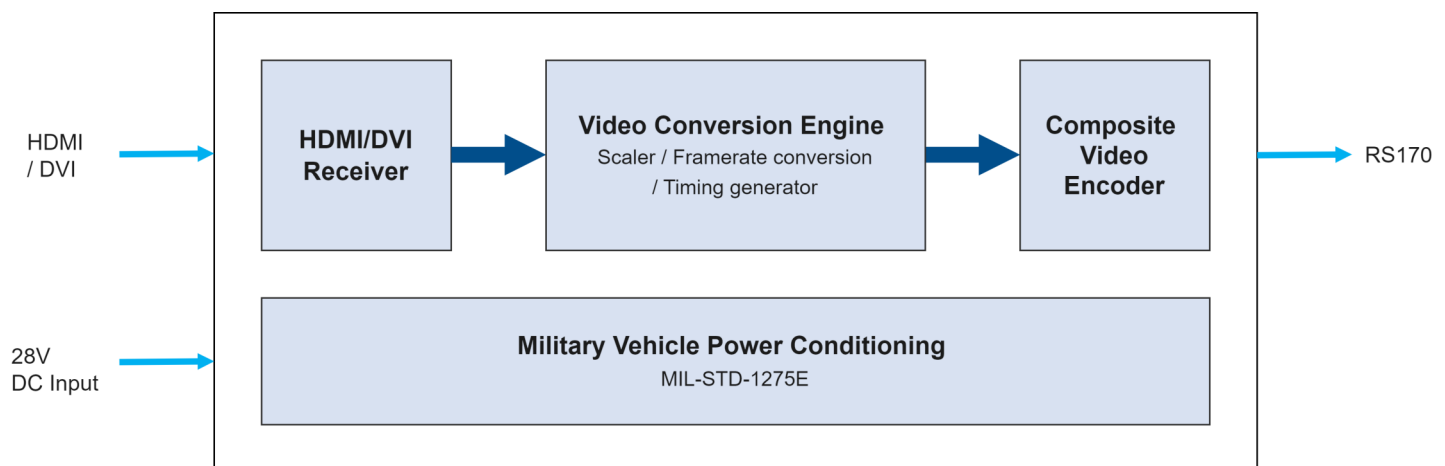 HDMI
/ DVI
HDMI/DVI
Receiver
Video Conversion Engine
Scaler / Framerate conversion
/ Timing generator
Composite
Video
Encoder
RS170
28V
DC Input
Military Vehicle Power Conditioning
MIL-STD-1275E